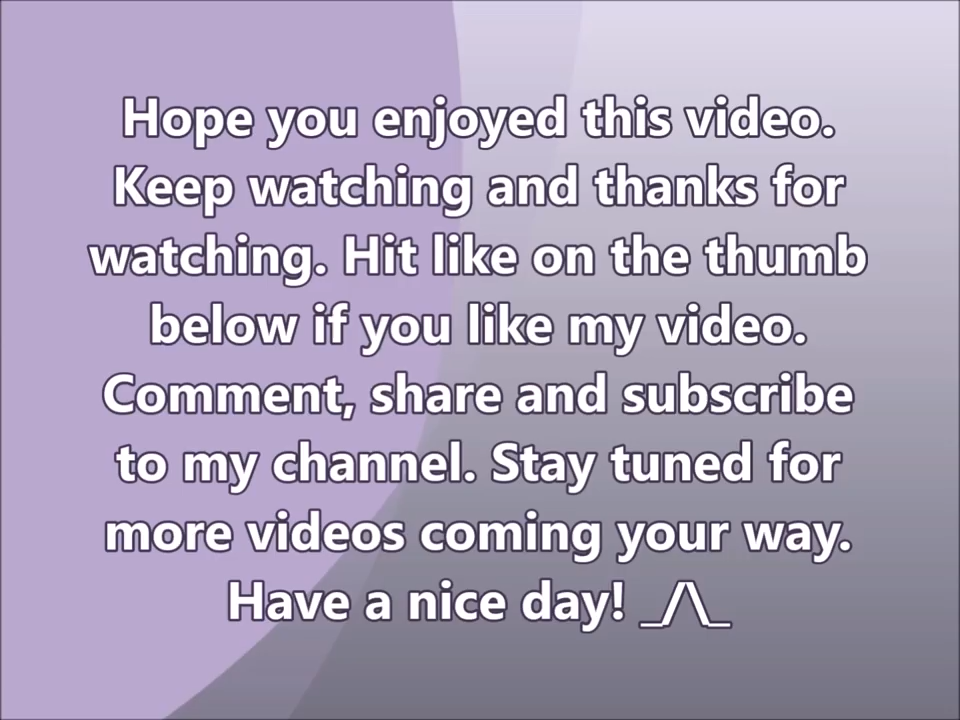 Hope you enjoyed this video.
Keep watching and thanks for
watching. Hit like on the thumb
below if you like my video.
Comment, share and subscribe
to my channel. Stay tuned for
more videos coming your way.
Have a nice day! _/\_